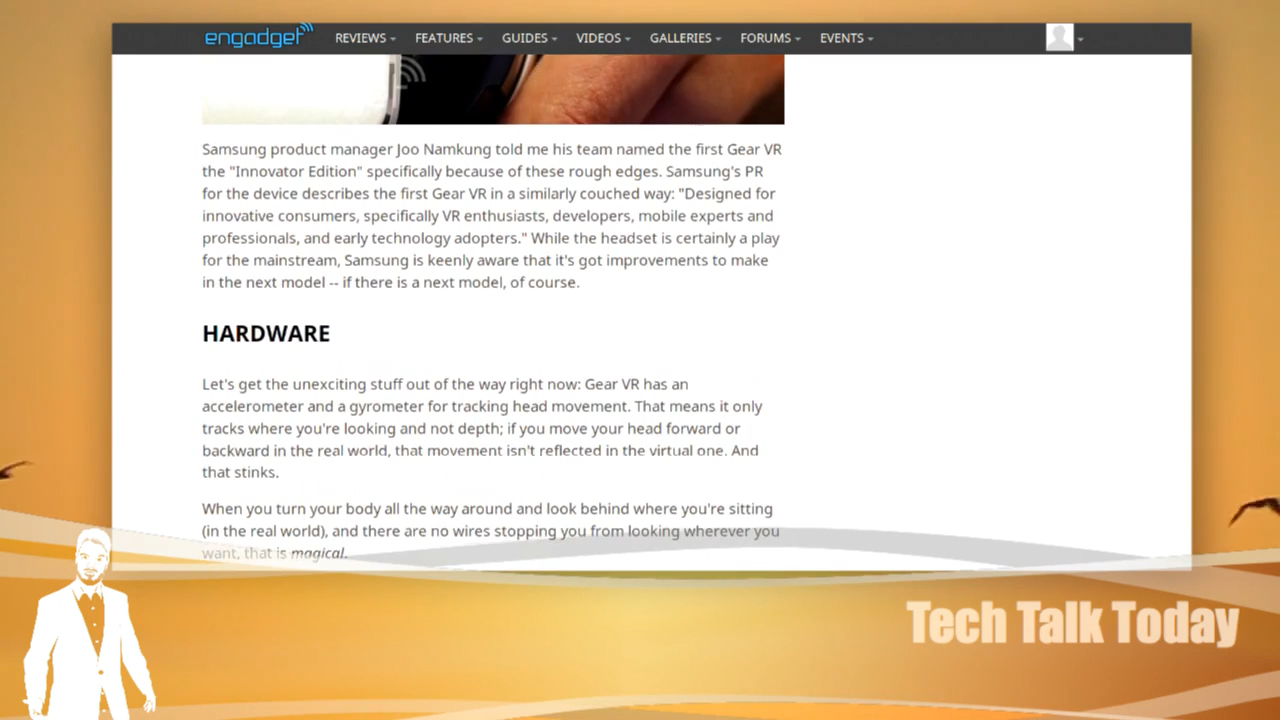 engadget REVIEWS FEATURES GUIDES VIDEOS GALLERIES FORUMS EVENTS
Samsung product manager Joo Namkung told me his team named the first Gear VR
the "Innovator Edition" specifically because of these rough edges. Samsung's PR
for the device describes the first Gear VR in a similarly couched way: "Designed for
innovative consumers, specifically VR enthusiasts, developers, mobile experts and
professionals, and early technology adopters." While the headset is certainly a play
for the mainstream, Samsung is keenly aware that it's got improvements to make
in the next model -- if there is a next model, of course.
HARDWARE
Let's get the unexciting stuff out of the way right now: Gear VR has an
accelerometer and a gyrometer for tracking head movement. That means it only
tracks where you're looking and not depth; if you move your head forward or
backward in the real world, that movement isn't reflected in the virtual one. And
that stinks.
When you turn your body all the way around and look behind where you're sitting
(in the real world), and there are no wires stopping you from looking wherever you
want, that is magical.
Tech Talk Today